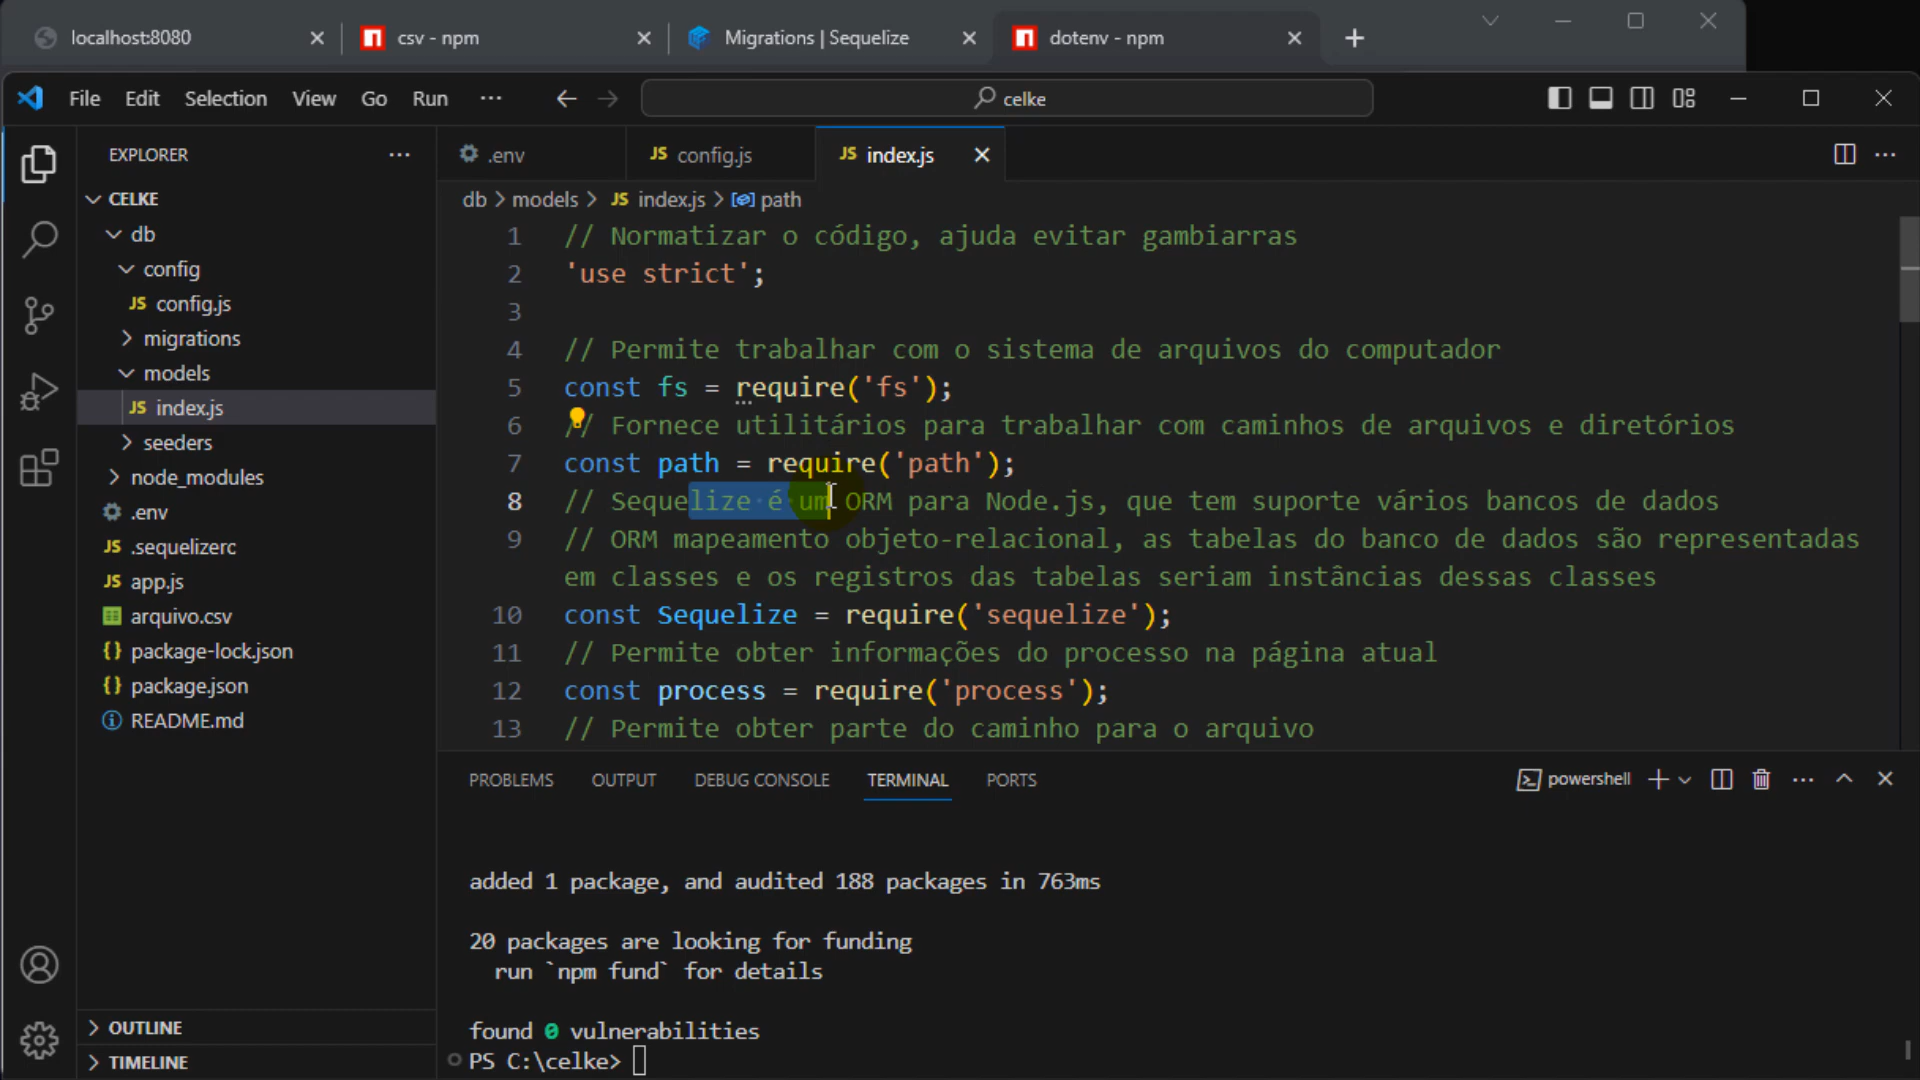 localhost:8080
csv - npm
Migrations | Sequelize
dotenv - npm
File Edit Selection View Go Run ···
celke
EXPLORER
.env
config.js
index.js
db > models > JS index.js > path
CELKE
db
config
JS config.js
migrations
models
JS index.js
seeders
node_modules
.env
JS .sequelizerc
JS app.js
arquivo.csv
{} package-lock.json
{} package.json
README.md
OUTLINE
TIMELINE
1 // Normatizar o código, ajuda evitar gambiarras
2 'use strict';
3
4 // Permite trabalhar com o sistema de arquivos do computador
5 const fs = require('fs');
6 // Fornece utilitários para trabalhar com caminhos de arquivos e diretórios
7 const path = require('path');
8 // Sequelize é um ORM para Node.js, que tem suporte vários bancos de dados
9 // ORM mapeamento objeto-relacional, as tabelas do banco de dados são representadas
em classes e os registros das tabelas seriam instâncias dessas classes
10 const Sequelize = require('sequelize');
11 // Permite obter informações do processo na página atual
12 const process = require('process');
13 // Permite obter parte do caminho para o arquivo
PROBLEMS OUTPUT DEBUG CONSOLE TERMINAL PORTS
powershell
added 1 package, and audited 188 packages in 763ms
20 packages are looking for funding
run `npm fund` for details
found 0 vulnerabilities
PS C:\celke>